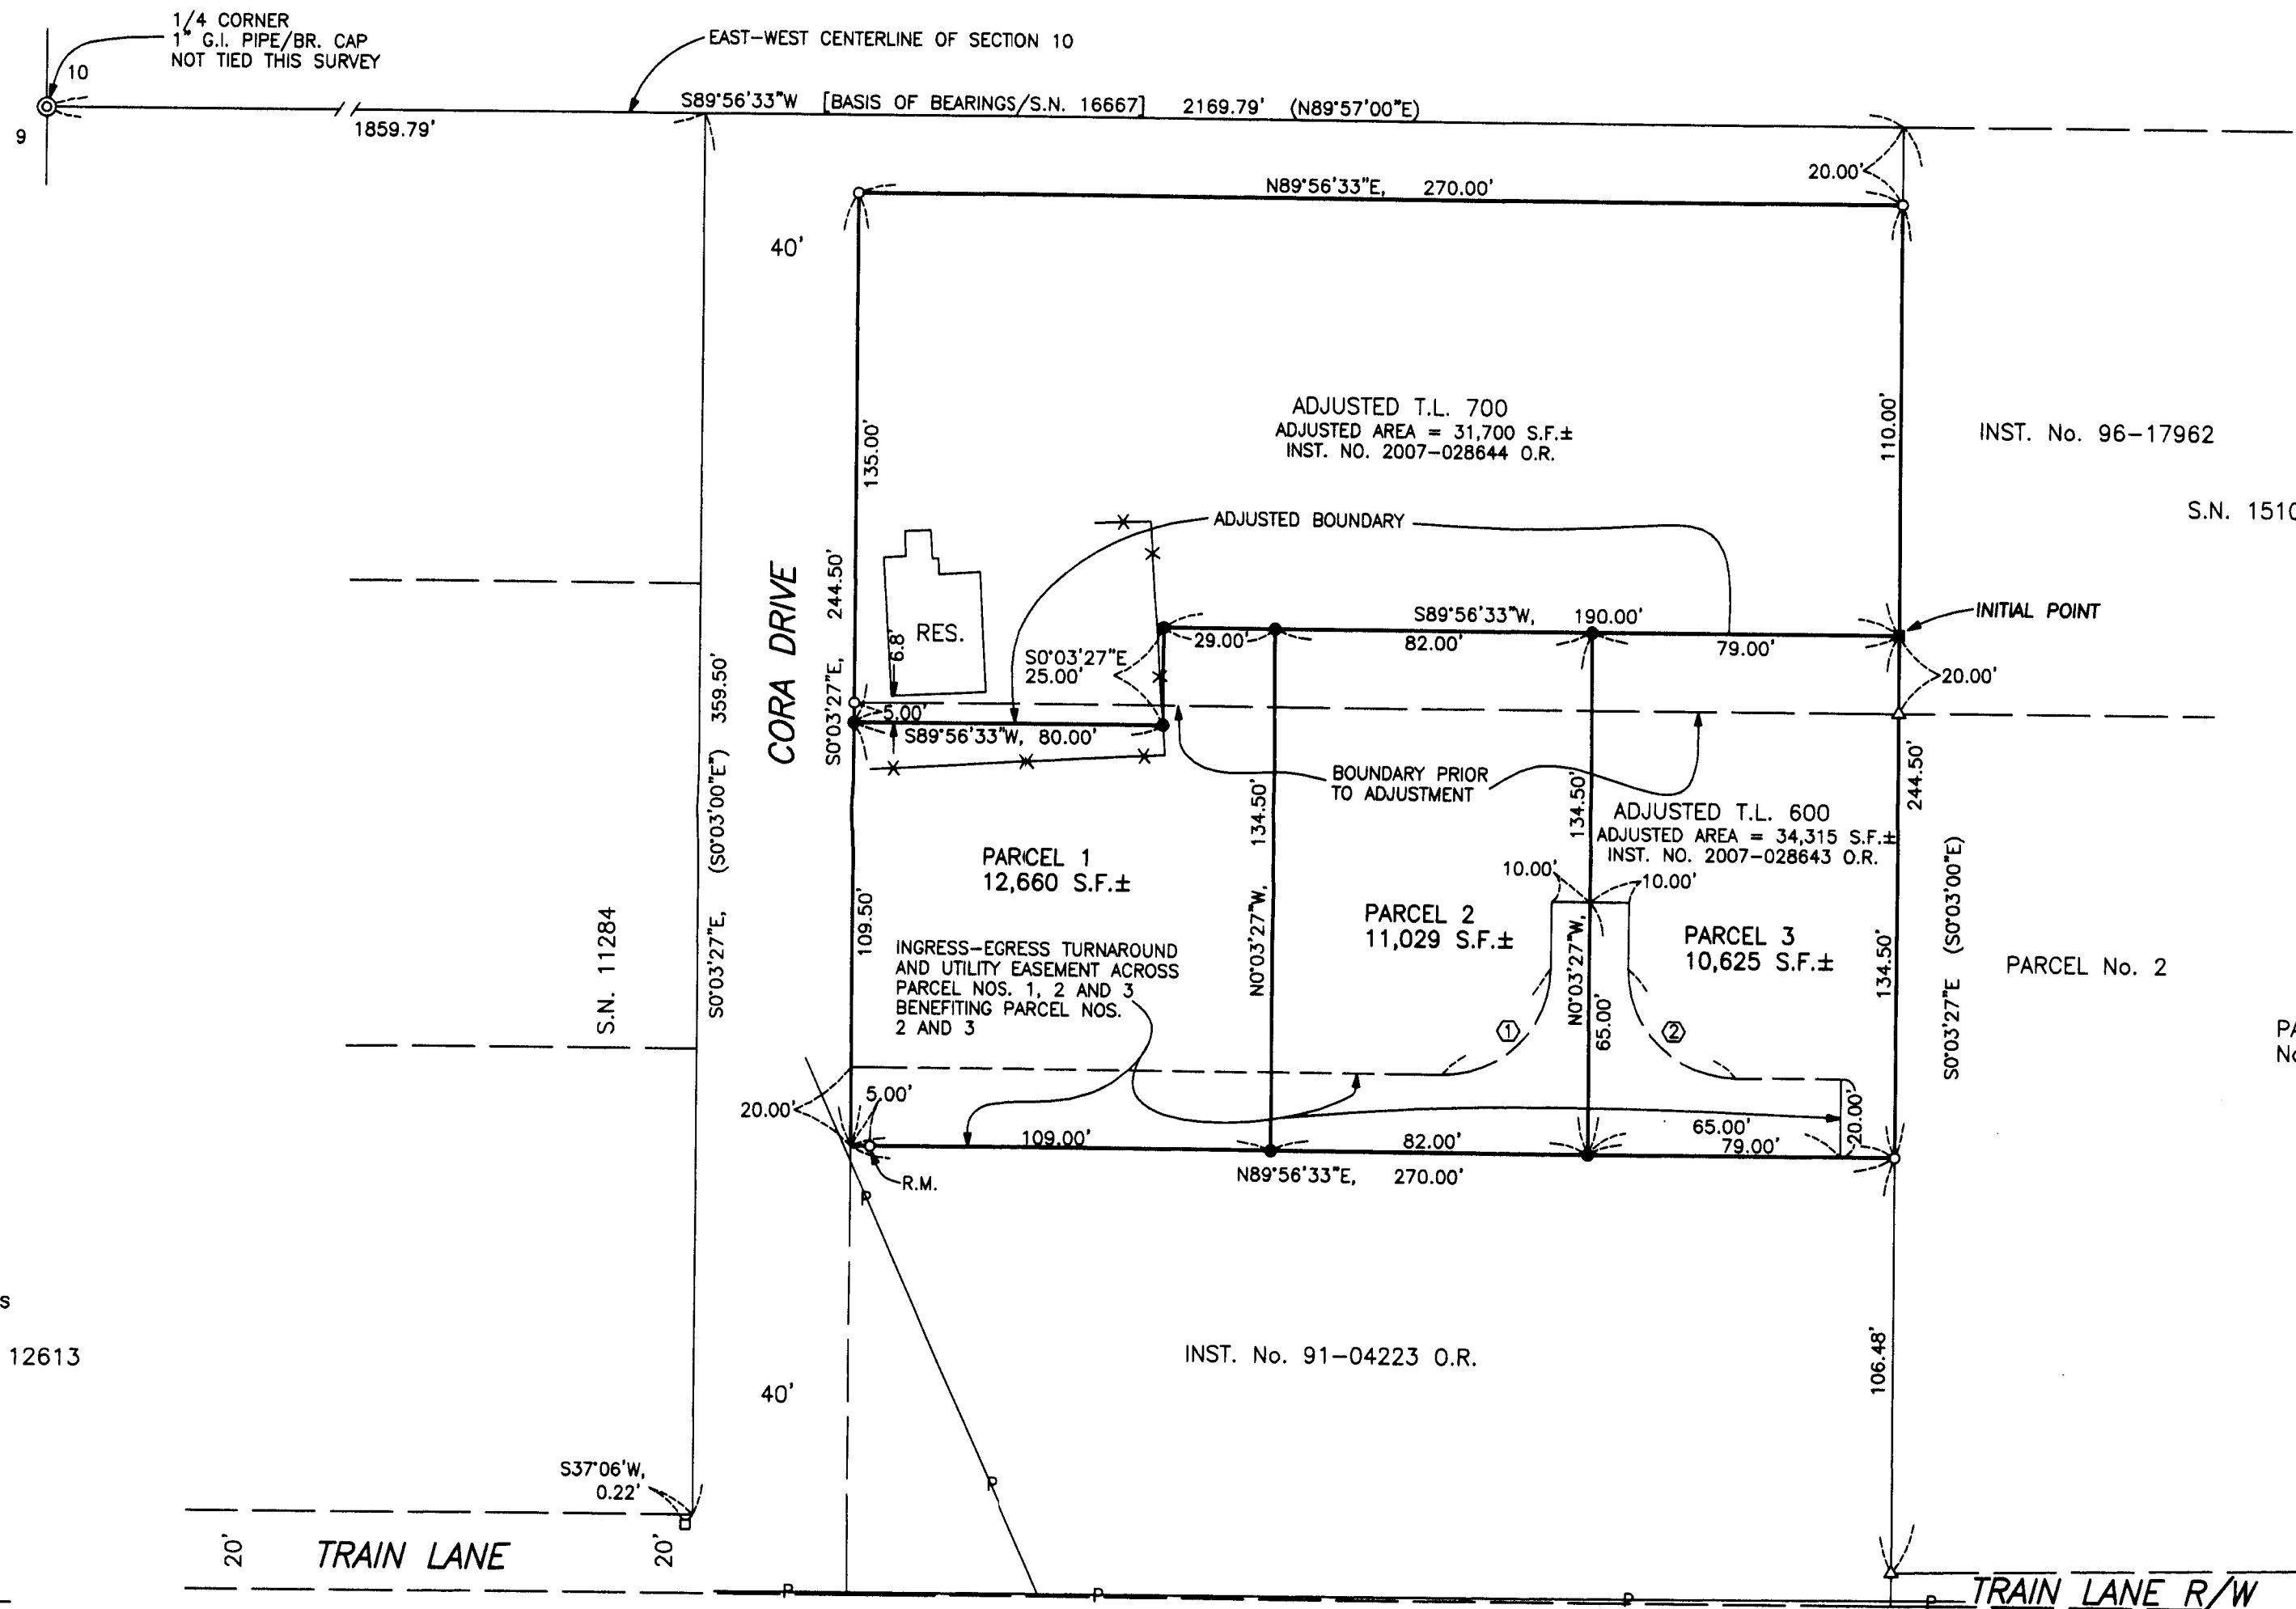 1/4 CORNER
1" G.I. PIPE/BR. CAP
NOT TIED THIS SURVEY
10
9
EAST-WEST CENTERLINE OF SECTION 10
S89°56'33"W [BASIS OF BEARINGS/S.N. 16667] 2169.79' (N89°57'00"E)
1859.79'
20.00'
N89°56'33"E, 270.00'
40'
135.00'
110.00'
ADJUSTED T.L. 700
ADJUSTED AREA = 31,700 S.F.±
INST. NO. 2007-028644 O.R.
INST. No. 96-17962
S.N. 1510
ADJUSTED BOUNDARY
CORA DRIVE
S0°03'27"E, 244.50'
RES.
6.8'
S0°03'27"E
25.00'
S89°56'33"W, 190.00'
29.00'
82.00'
79.00'
INITIAL POINT
20.00'
5.00'
S89°56'33"W, 80.00'
S0°03'27"E, (S0°03'00"E) 359.50'
BOUNDARY PRIOR
TO ADJUSTMENT
N0°03'27"W, 134.50'
134.50'
N0°03'27"W,
65.00'
244.50'
ADJUSTED T.L. 600
ADJUSTED AREA = 34,315 S.F.±
INST. NO. 2007-028643 O.R.
PARCEL 1
12,660 S.F.±
10.00'
10.00'
PARCEL 2
11,029 S.F.±
PARCEL 3
10,625 S.F.±
109.50'
134.50'
S0°03'27"E (S0°03'00"E)
PARCEL No. 2
S.N. 11284
INGRESS-EGRESS TURNAROUND
AND UTILITY EASEMENT ACROSS
PARCEL NOS. 1, 2 AND 3
BENEFITING PARCEL NOS.
2 AND 3
1
2
PA
No
20.00'
5.00'
109.00'
82.00'
65.00'
79.00'
20.00'
R.M.
N89°56'33"E, 270.00'
P
s
12613
INST. No. 91-04223 O.R.
106.48'
40'
P
S37°06'W,
0.22'
20'
TRAIN LANE
20'
P
P
P
P
TRAIN LANE R/W